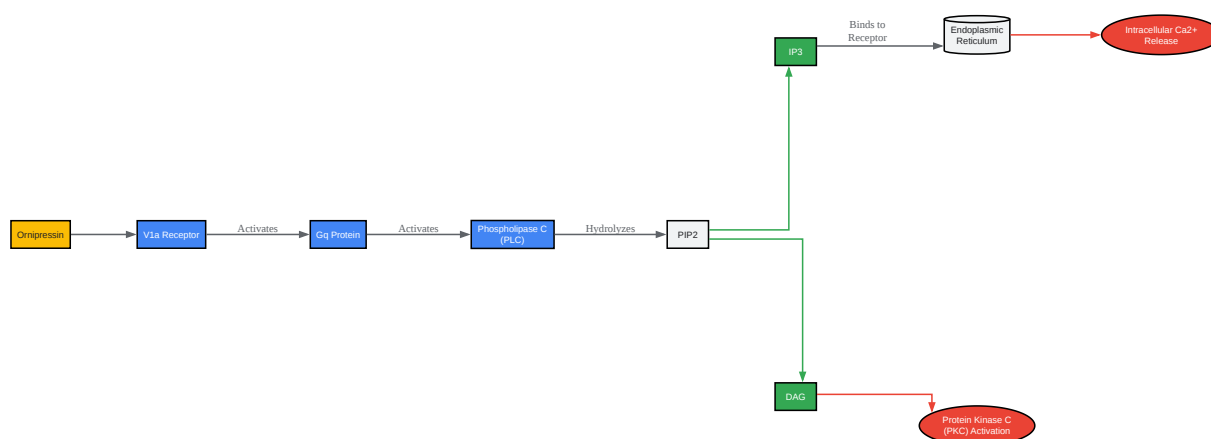 Binds to
Receptor
IP3
Endoplasmic
Reticulum
Intracellular Ca2+
Release
Ornipressin
V1a Receptor
Activates
Gq Protein
Activates
Phospholipase C
(PLC)
Hydrolyzes
PIP2
DAG
Protein Kinase C
(PKC) Activation